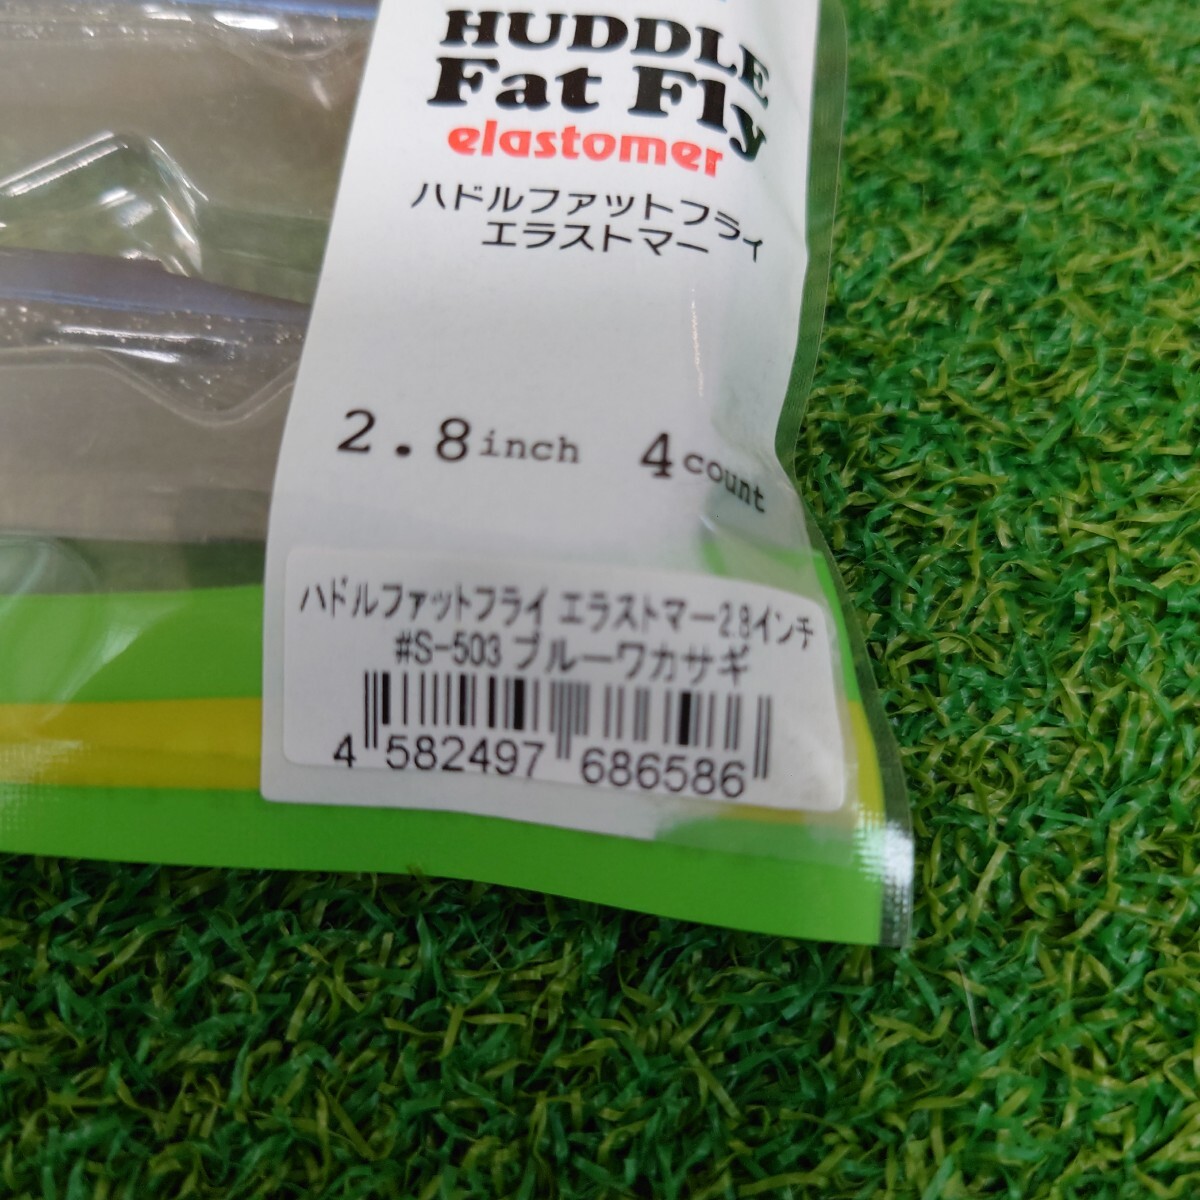 HUDDLE
Fat Fly
elastomer
ハドルファットフライ
エラストマー
2.8inch 4count
ハドルファットフライ エラストマー2.8インチ
#S-503 ブルーワカサギ
4 582497 686586